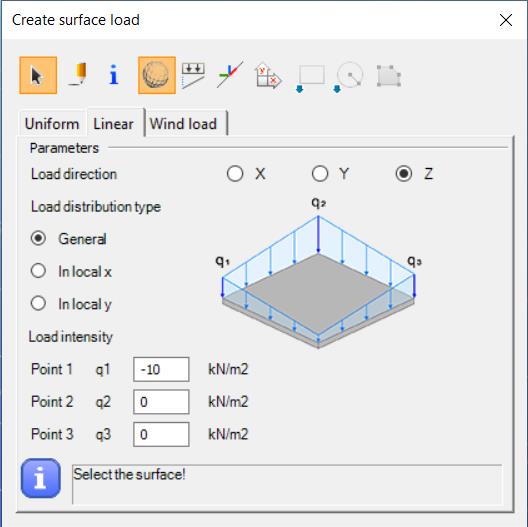 Create surface load
Uniform Linear Wind load
Parameters
Load direction X Y Z
Load distribution type
General
In local x
In local y
q₂
q₁
q₃
Load intensity
Point 1 q1 -10 kN/m2
Point 2 q2 0 kN/m2
Point 3 q3 0 kN/m2
Select the surface!